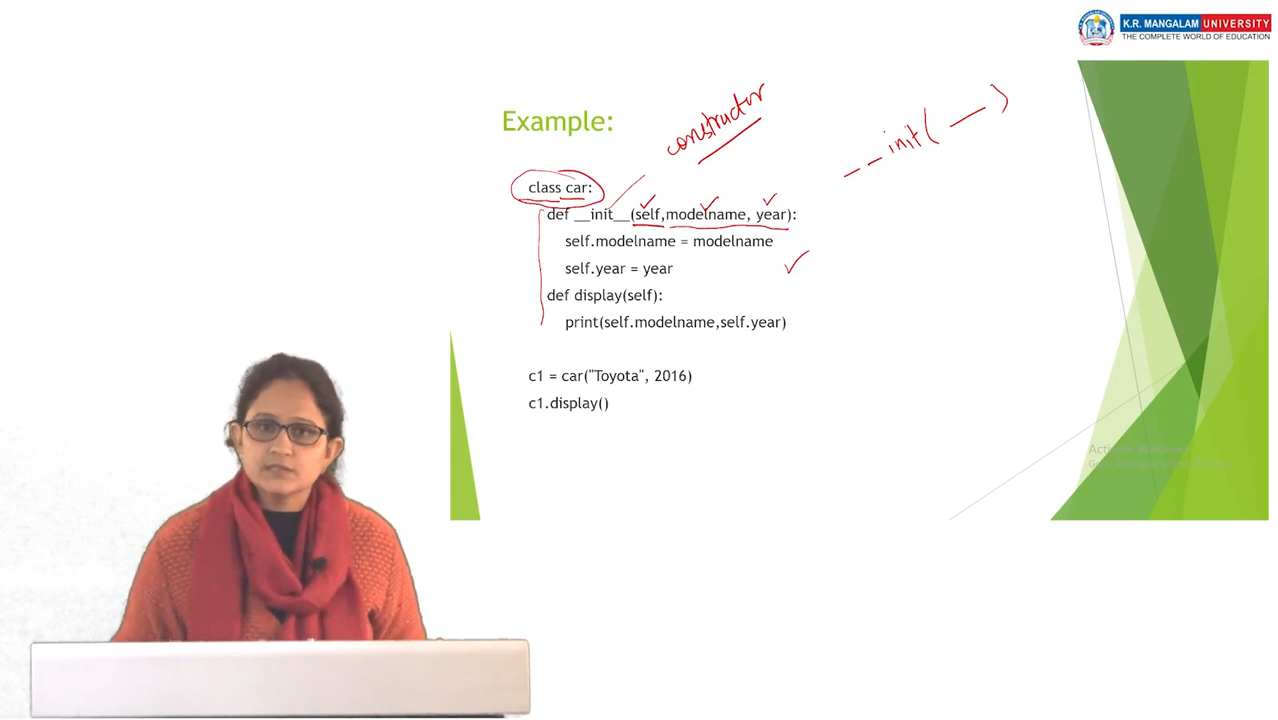 K.R. MANGALAM UNIVERSITY
THE COMPLETE WORLD OF EDUCATION
Example:
constructor
__init(—)
class car:
def __init__(self,modelname, year):
self.modelname = modelname
self.year = year
def display(self):
print(self.modelname,self.year)
c1 = car("Toyota", 2016)
c1.display()